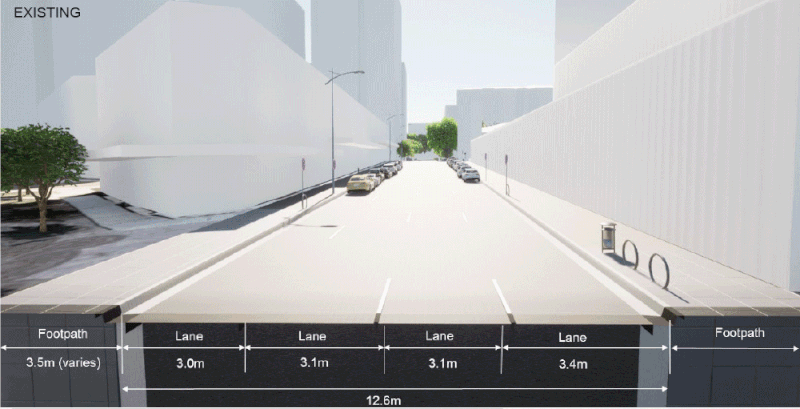 EXISTING
Footpath
3.5m (varies)
Lane
3.0m
Lane
3.1m
Lane
3.1m
Lane
3.4m
Footpath
12.6m